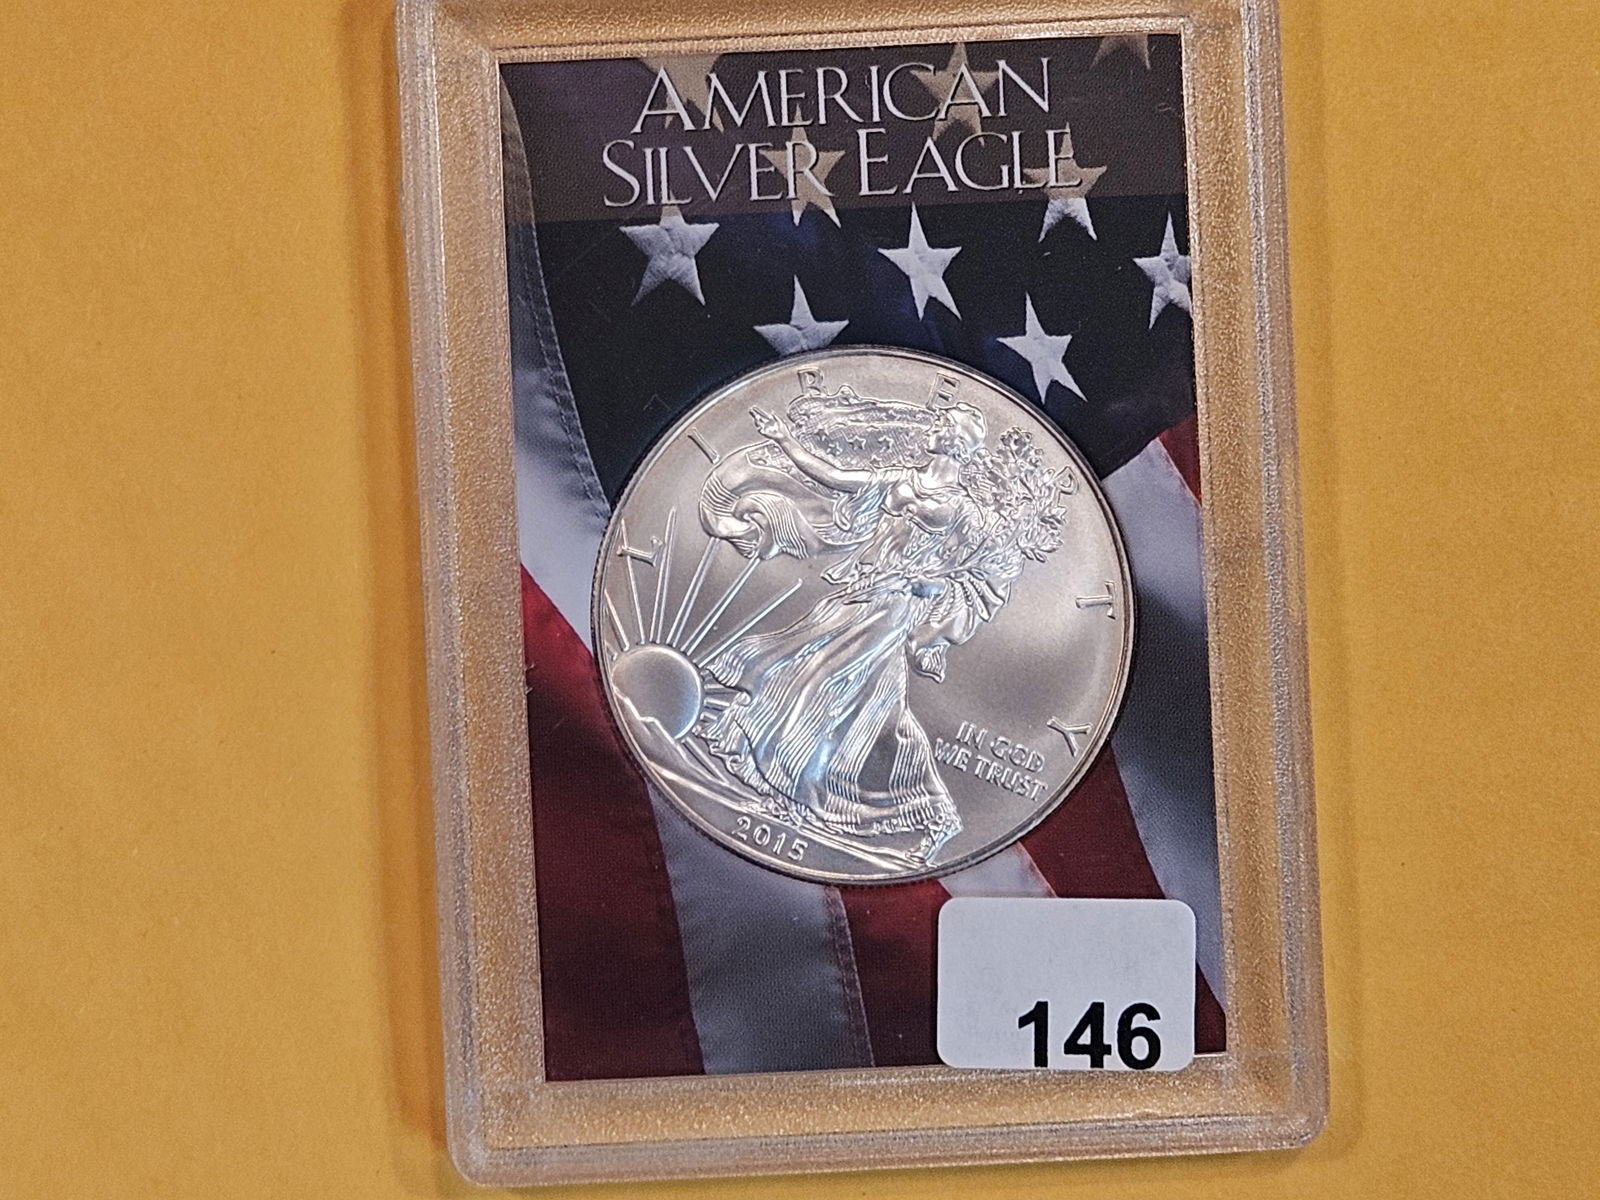 AMERICAN
SILVER EAGLE
LIBERTY
IN GOD
WE TRUST
2015
146